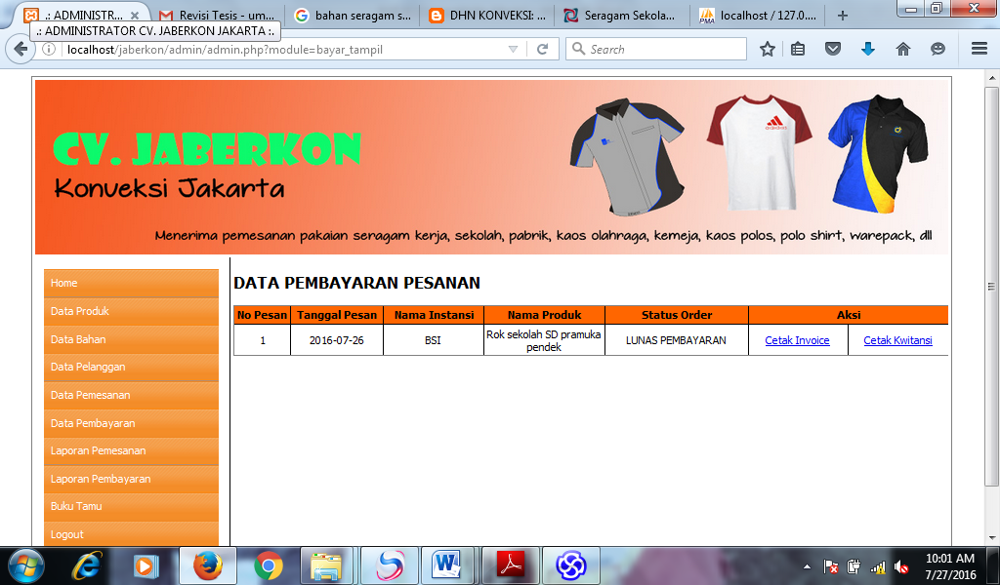 .: ADMINISTR...
Revisi Tesis - um...
bahan seragam s...
DHN KONVEKSI: ...
Seragam Sekola...
localhost / 127.0....
.: ADMINISTRATOR CV. JABERKON JAKARTA :.
localhost/jaberkon/admin/admin.php?module=bayar_tampil
Search
CV. JABERKON
Konveksi Jakarta
Menerima pemesanan pakaian seragam kerja, sekolah, pabrik, kaos olahraga, kemeja, kaos polos, polo shirt, warepack, dll
Home
Data Produk
Data Bahan
Data Pelanggan
Data Pemesanan
Data Pembayaran
Laporan Pemesanan
Laporan Pembayaran
Buku Tamu
Logout
DATA PEMBAYARAN PESANAN
No Pesan Tanggal Pesan Nama Instansi Nama Produk Status Order Aksi
1 2016-07-26 BSI Rok sekolah SD pramuka pendek LUNAS PEMBAYARAN Cetak Invoice Cetak Kwitansi
10:01 AM
7/27/2016